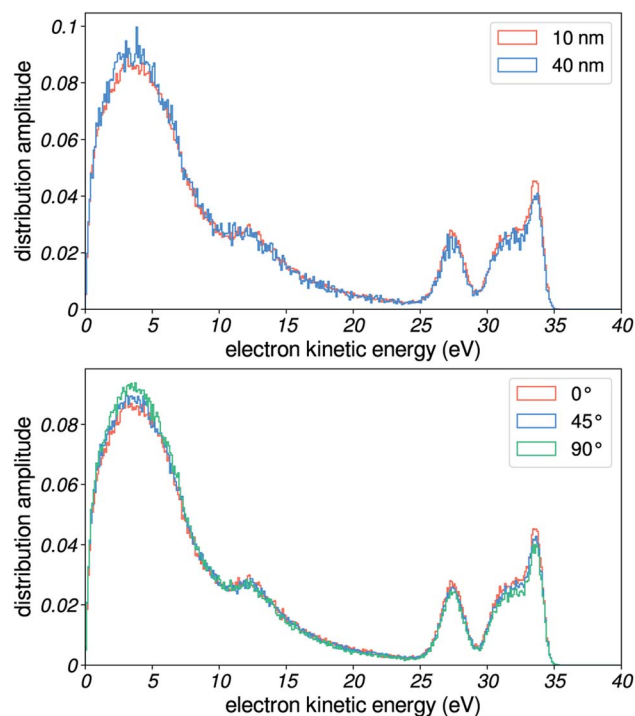 distribution amplitude
0.1
0.08
0.06
0.04
0.02
0
10 nm
40 nm
0 5 10 15 20 25 30 35 40
electron kinetic energy (eV)
distribution amplitude
0.08
0.06
0.04
0.02
0
0°
45°
90°
0 5 10 15 20 25 30 35 40
electron kinetic energy (eV)